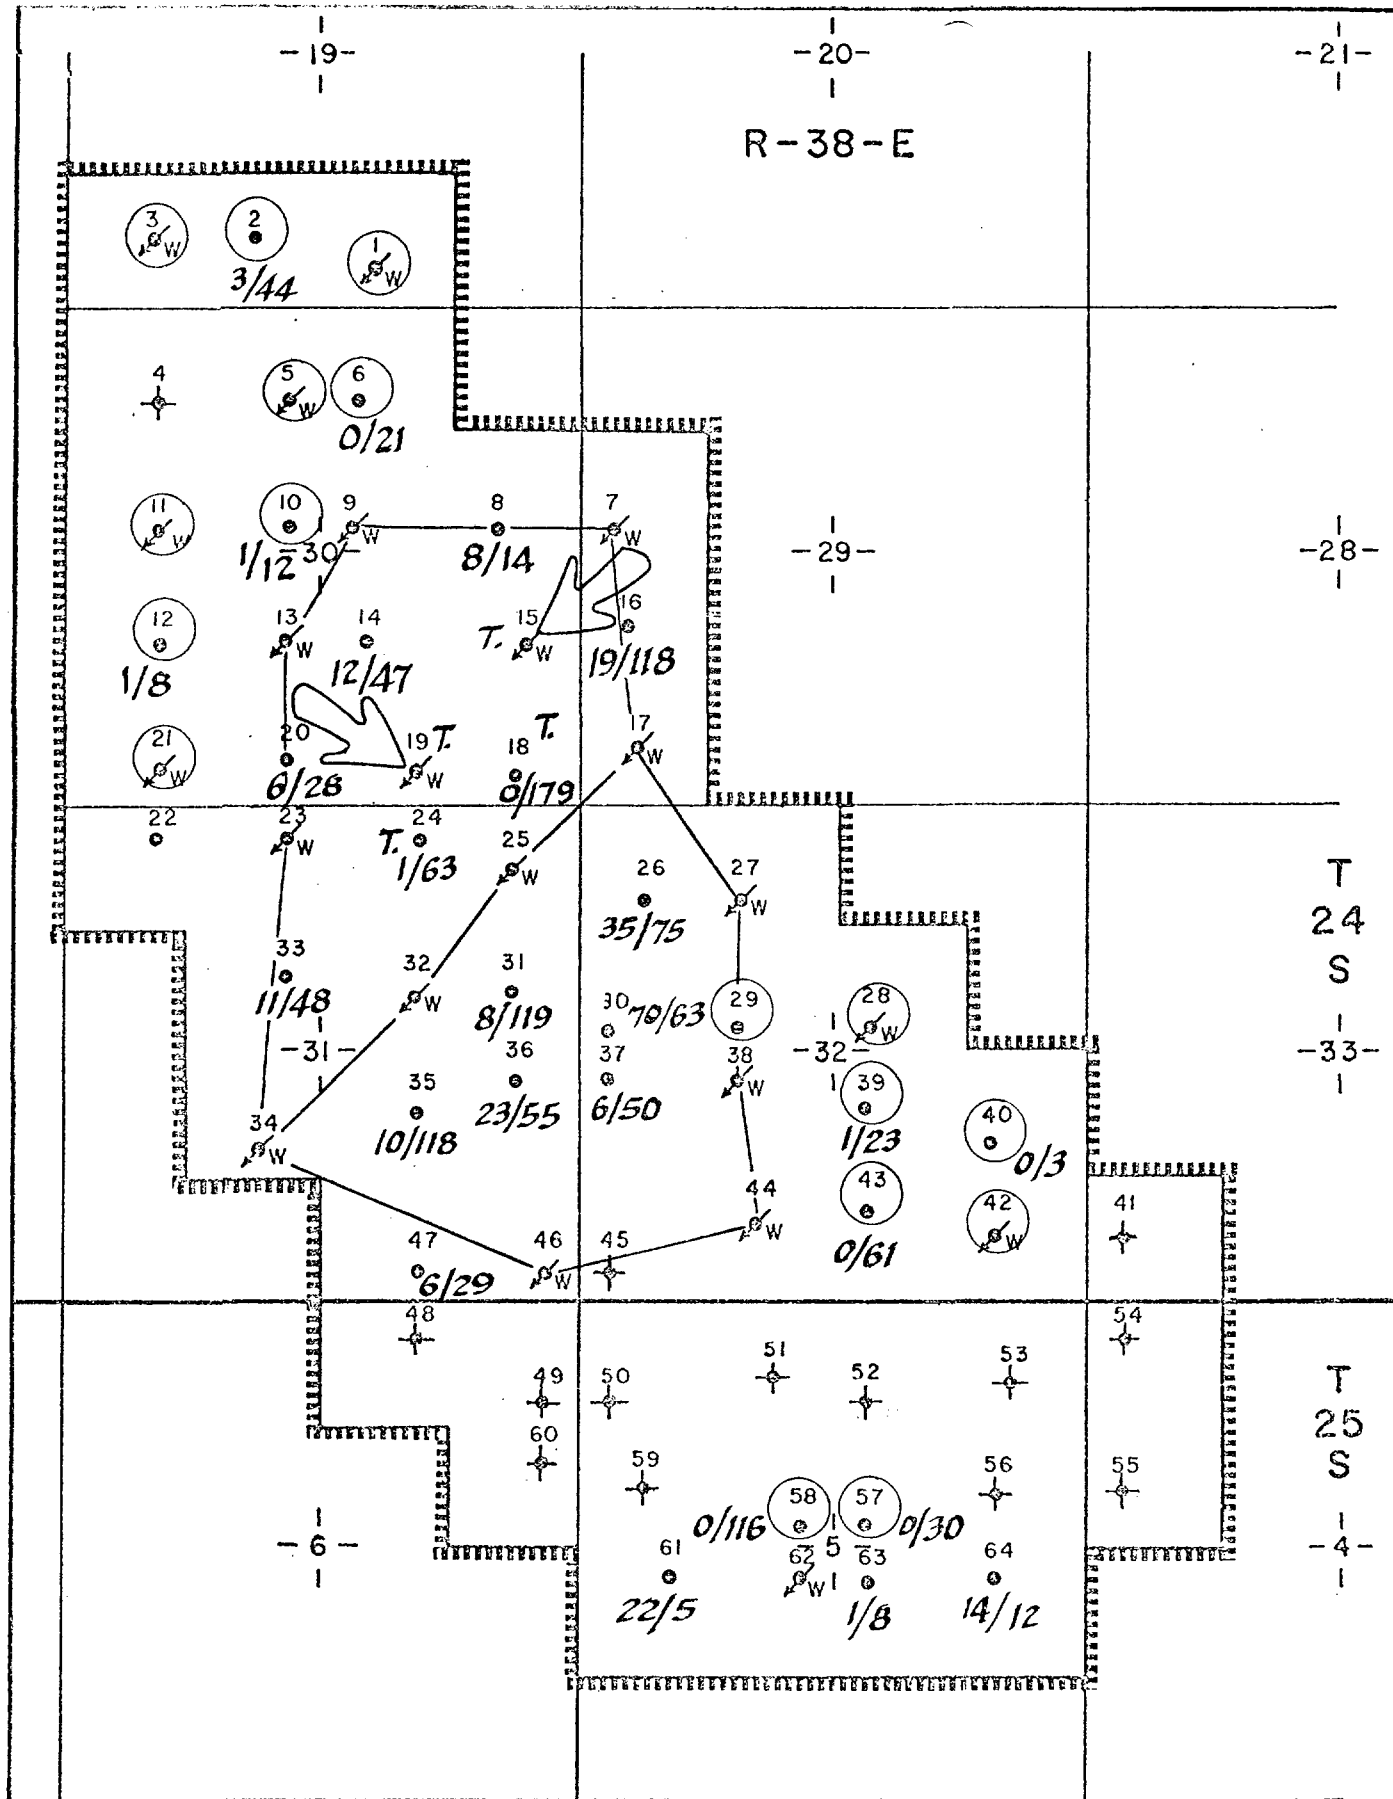 -19- -20- -21-
R-38-E
3 W 2 1 W
3/44
4 5 W 6
0/21
11 W 10 9 W 8 7 W
1/12 -30- 8/14 -29- -28-
12 13 W 14 T. 15 W 16
1/8 12/47 19/118
21 W 20 19 T. W 18 T. 17 W
6/28 0/179
22 23 W T. 24 25 W 26 27 W T
1/63 35/75 24
S
33 32 W 31 30 70/63 29 28 W
11/48 8/119
-31- 36 37 38 W -32- -33-
35 23/55 6/50 39 40
34 W 10/118 1/23 0/3
44 W 43 42 W 41
47 46 W 45 0/61
6/29
48 54
51 53
49 50 52 T
60 25
59 56 55 S
58 57
0/116 0/30
-6- 5 -4-
61 62 W 63 64
22/5 1/8 14/12